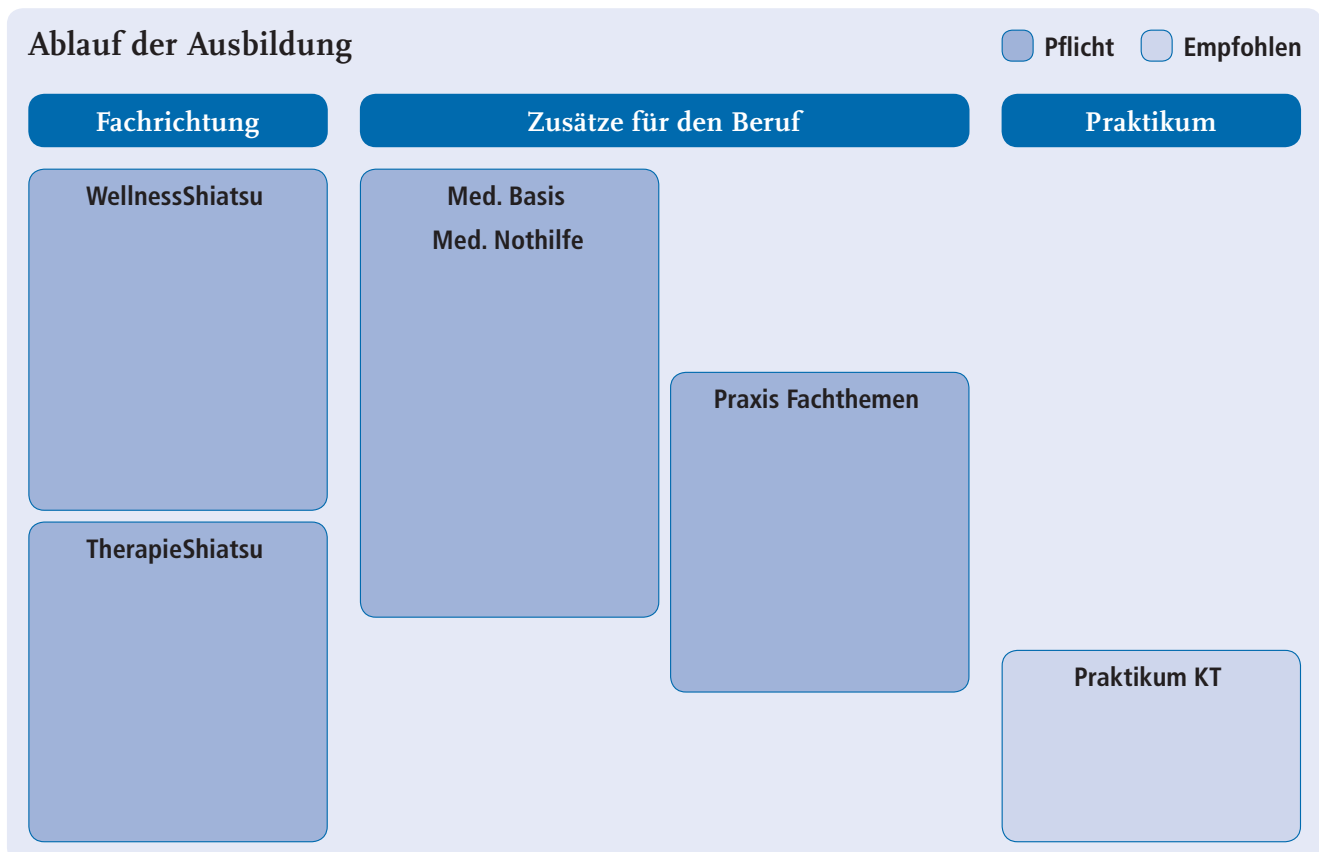 Ablauf der Ausbildung
Pflicht
Empfohlen
Fachrichtung
Zusätze für den Beruf
Praktikum
WellnessShiatsu
Med. Basis
Med. Nothilfe
Praxis Fachthemen
TherapieShiatsu
Praktikum KT